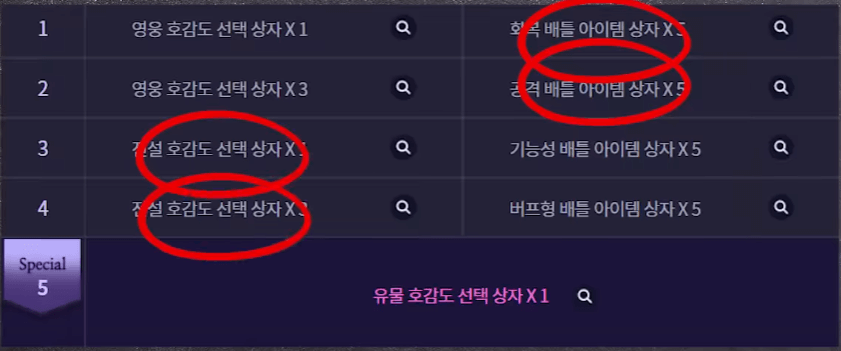 1 영웅 호감도 선택 상자 X 1 회복 배틀 아이템 상자 X 5
2 영웅 호감도 선택 상자 X 3 공격 배틀 아이템 상자 X 5
3 전설 호감도 선택 상자 X 기능성 배틀 아이템 상자 X 5
4 전설 호감도 선택 상자 X 버프형 배틀 아이템 상자 X 5
Special
5 유물 호감도 선택 상자 X 1